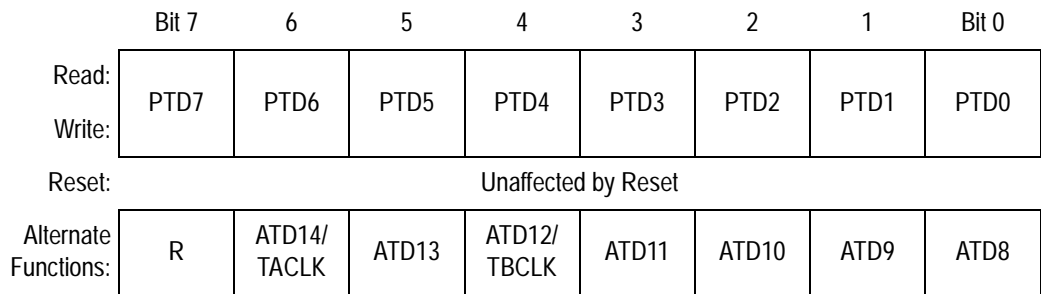 Bit 7 6 5 4 3 2 1 Bit 0
Read:
PTD7 PTD6 PTD5 PTD4 PTD3 PTD2 PTD1 PTD0
Write:
Reset: Unaffected by Reset
Alternate Functions: R ATD14/ TACLK ATD13 ATD12/ TBCLK ATD11 ATD10 ATD9 ATD8